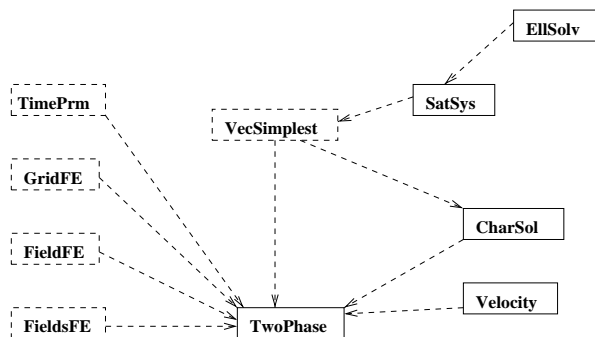 EllSolv
TimePrm
SatSys
VecSimplest
GridFE
CharSol
FieldFE
Velocity
FieldsFE
TwoPhase